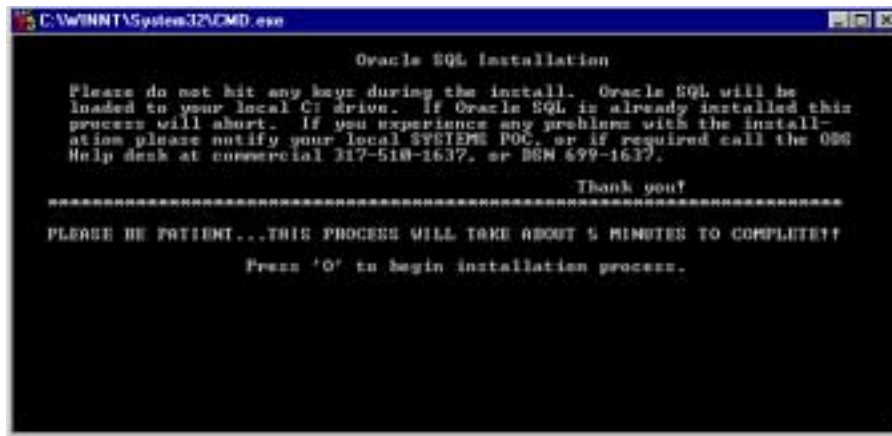 C:\WINNT\System32\CMD.exe
Oracle SQL Installation
Please do not hit any keys during the install. Oracle SQL will be
loaded to your local C: drive. If Oracle SQL is already installed this
process will abort. If you experience any problems with the install-
ation please notify your local SYSTEMS POC, or if required call the ODS
Help desk at commercial 317-510-1637, or DSN 699-1637.
Thank you!
PLEASE BE PATIENT...THIS PROCESS WILL TAKE ABOUT 5 MINUTES TO COMPLETE!!
Press 'O' to begin installation process.